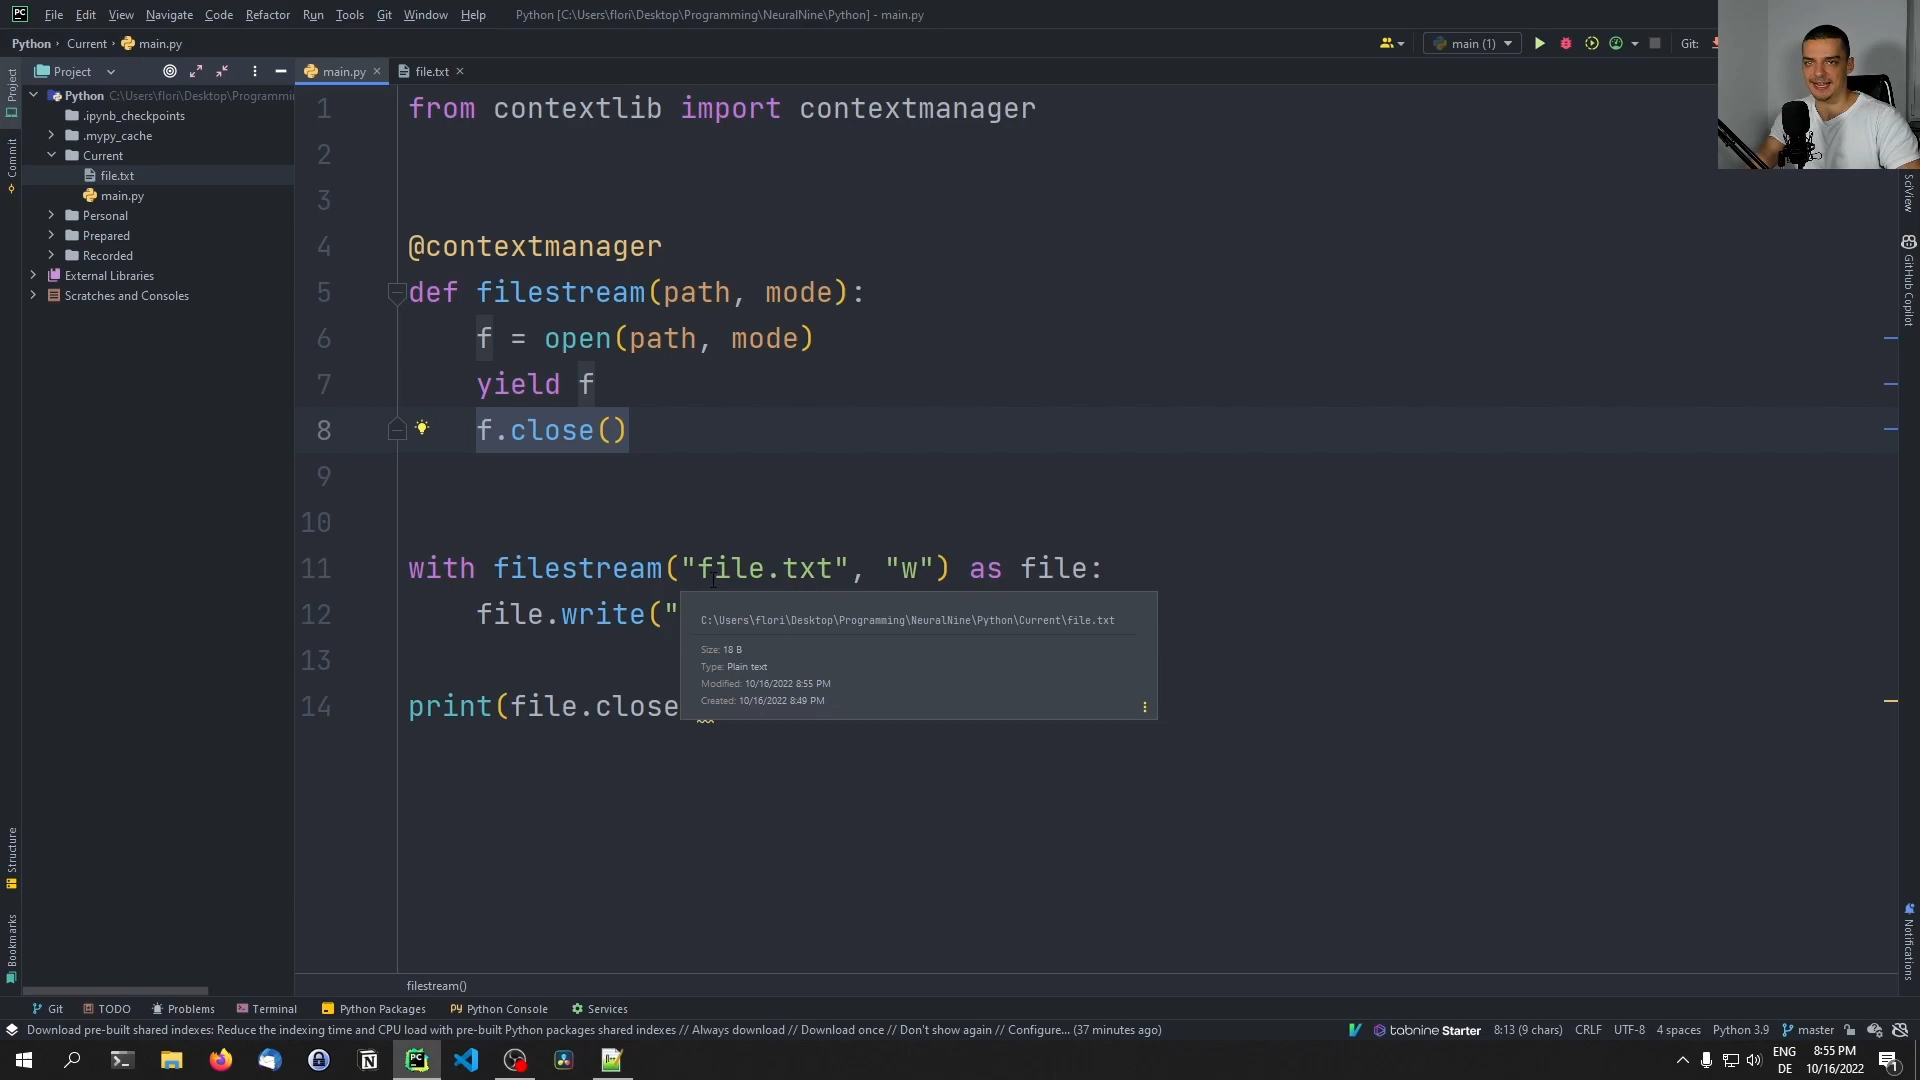 PC File Edit View Navigate Code Refactor Run Tools Git Window Help Python [C:\Users\flori\Desktop\Programming\NeuralNine\Python] - main.py
Python Current main.py main (1) Git:
Project main.py file.txt
Project
Commit
Python C:\Users\flori\Desktop\Programmi
.ipynb_checkpoints
.mypy_cache
Current
file.txt
main.py
Personal
Prepared
Recorded
External Libraries
Scratches and Consoles
1 from contextlib import contextmanager
2
3
4 @contextmanager
5 def filestream(path, mode):
6 f = open(path, mode)
7 yield f
8 f.close()
9
10
11 with filestream("file.txt", "w") as file:
12 file.write("
13
14 print(file.close
C:\Users\flori\Desktop\Programming\NeuralNine\Python\Current\file.txt
Size: 18 B
Type: Plain text
Modified: 10/16/2022 8:55 PM
Created: 10/16/2022 8:49 PM
SciView
GitHub Copilot
Notifications
Structure
Bookmarks
filestream()
Git TODO Problems Terminal Python Packages Python Console Services
Download pre-built shared indexes: Reduce the indexing time and CPU load with pre-built Python packages shared indexes // Always download // Download once // Don't show again // Configure... (37 minutes ago) tabnine Starter 8:13 (9 chars) CRLF UTF-8 4 spaces Python 3.9 master
ENG 8:55 PM
DE 10/16/2022 1